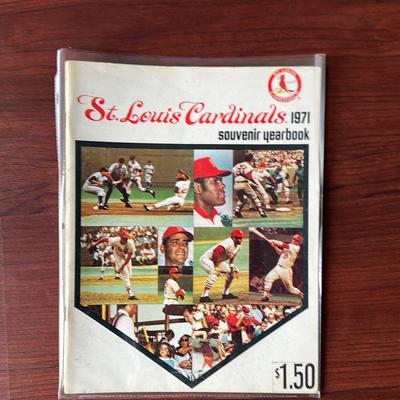 St. Louis Cardinals. 1971
souvenir yearbook
$1.50